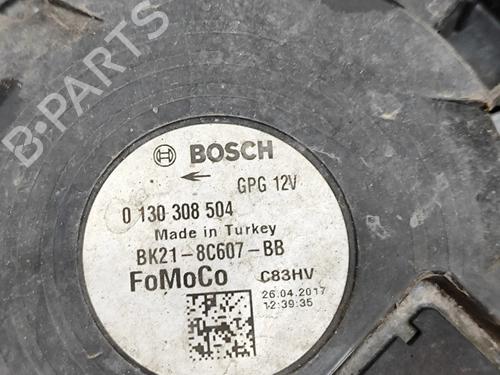 B-PARTS
BOSCH
GPG 12V
0 130 308 504
Made in Turkey
BK21-8C607-BB
FoMoCo C83HV
26.04.2017
12:39:35